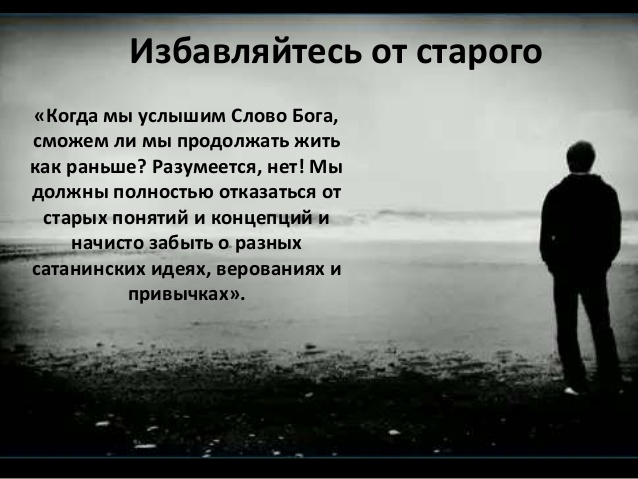 Избавляйтесь от старого
«Когда мы услышим Слово Бога,
сможем ли мы продолжать жить
как раньше? Разумеется, нет! Мы
должны полностью отказаться от
старых понятий и концепций и
начисто забыть о разных
сатанинских идеях, верованиях и
привычках».